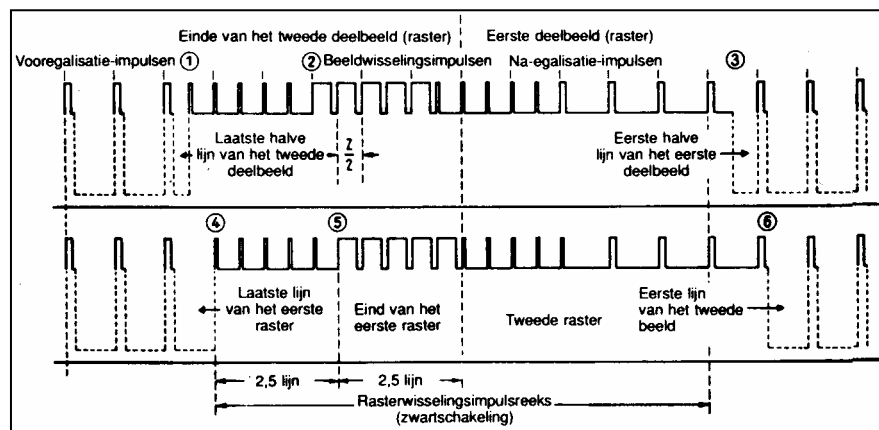 Einde van het tweede deelbeeld (raster)
Eerste deelbeeld (raster)
Vooregalisatie-impulsen
①
②
Beeldwisselingsimpulsen
Na-egalisatie-impulsen
③
Laatste halve
lijn van het tweede
deelbeeld
Z
2
Eerste halve
lijn van het eerste
deelbeeld
④
⑤
⑥
Laatste lijn
van het eerste
raster
Eind van het
eerste raster
Tweede raster
Eerste lijn
van het tweede
beeld
2,5 lijn
2,5 lijn
Rasterwisselingsimpulsreeks
(zwartschakeling)